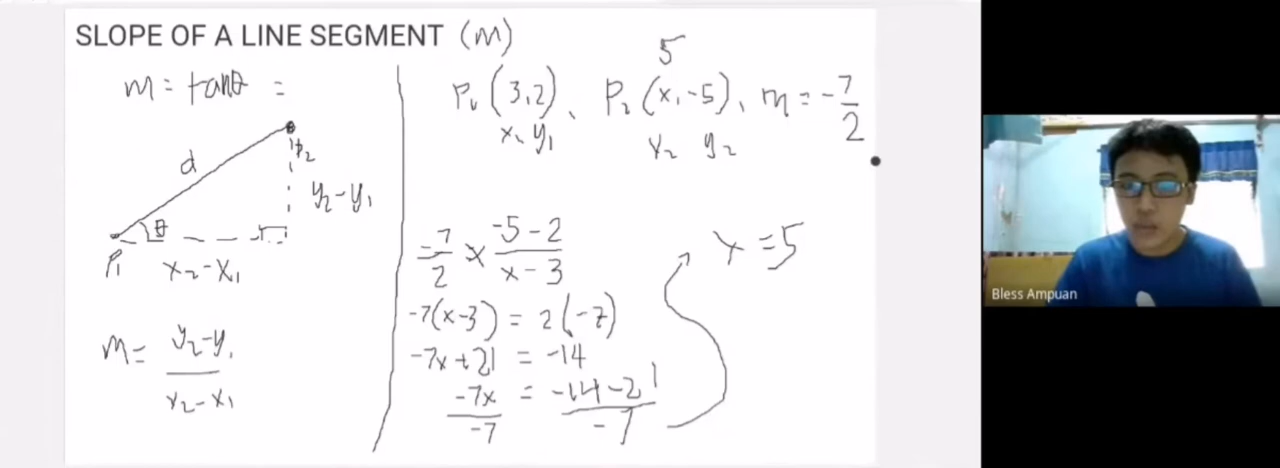 SLOPE OF A LINE SEGMENT (m)
m = tanθ =
d
P₂
y₂-y₁
θ
P₁
x₂-x₁
m = y₂-y₁ / x₂-x₁
5
P₁ (3,2), P₂ (x,-5), m = -7/2
x₂ y₁ x₂ y₂
-7/2 × -5-2 / x-3
-7(x-3) = 2(-7)
-7x+21 = -14
-7x / -7 = -14-21 / -7
x = 5
Bless Ampuan